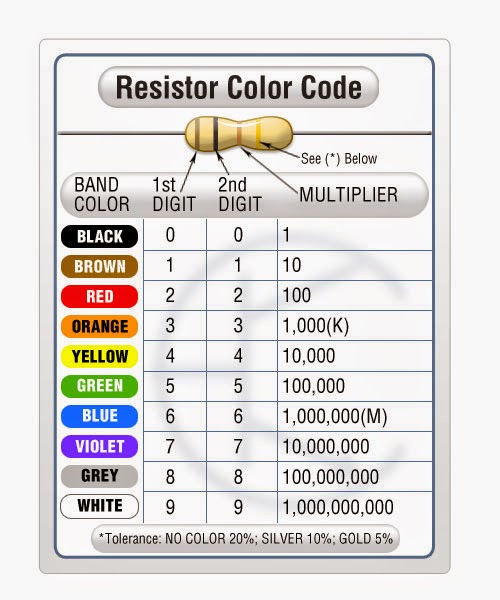 Resistor Color Code
See (*) Below
BAND COLOR 1st DIGIT 2nd DIGIT MULTIPLIER
BLACK 0 0 1
BROWN 1 1 10
RED 2 2 100
ORANGE 3 3 1,000(K)
YELLOW 4 4 10,000
GREEN 5 5 100,000
BLUE 6 6 1,000,000(M)
VIOLET 7 7 10,000,000
GREY 8 8 100,000,000
WHITE 9 9 1,000,000,000
*Tolerance: NO COLOR 20%; SILVER 10%; GOLD 5%